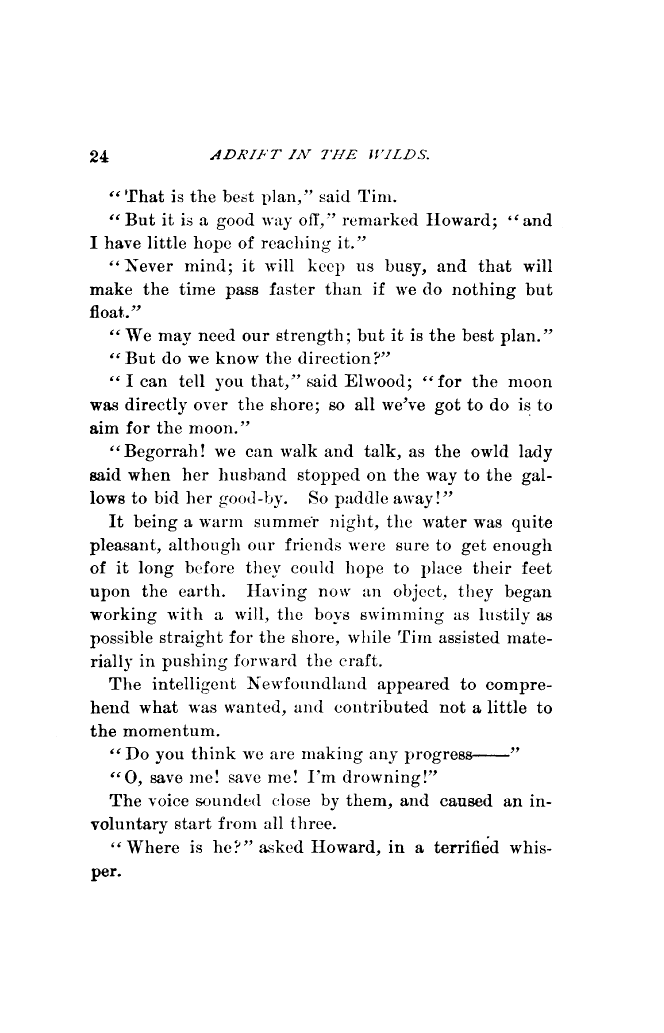 24 ADRIFT IN THE WILDS.
"That is the best plan," said Tim.
"But it is a good way off," remarked Howard; "and
I have little hope of reaching it."
"Never mind; it will keep us busy, and that will
make the time pass faster than if we do nothing but
float."
"We may need our strength; but it is the best plan."
"But do we know the direction?"
"I can tell you that," said Elwood; "for the moon
was directly over the shore; so all we've got to do is to
aim for the moon."
"Begorrah! we can walk and talk, as the owld lady
said when her husband stopped on the way to the gal-
lows to bid her good-by. So paddle away!"
It being a warm summer night, the water was quite
pleasant, although our friends were sure to get enough
of it long before they could hope to place their feet
upon the earth. Having now an object, they began
working with a will, the boys swimming as lustily as
possible straight for the shore, while Tim assisted mate-
rially in pushing forward the craft.
The intelligent Newfoundland appeared to compre-
hend what was wanted, and contributed not a little to
the momentum.
"Do you think we are making any progress——"
"O, save me! save me! I'm drowning!"
The voice sounded close by them, and caused an in-
voluntary start from all three.
"Where is he?" asked Howard, in a terrified whis-
per.